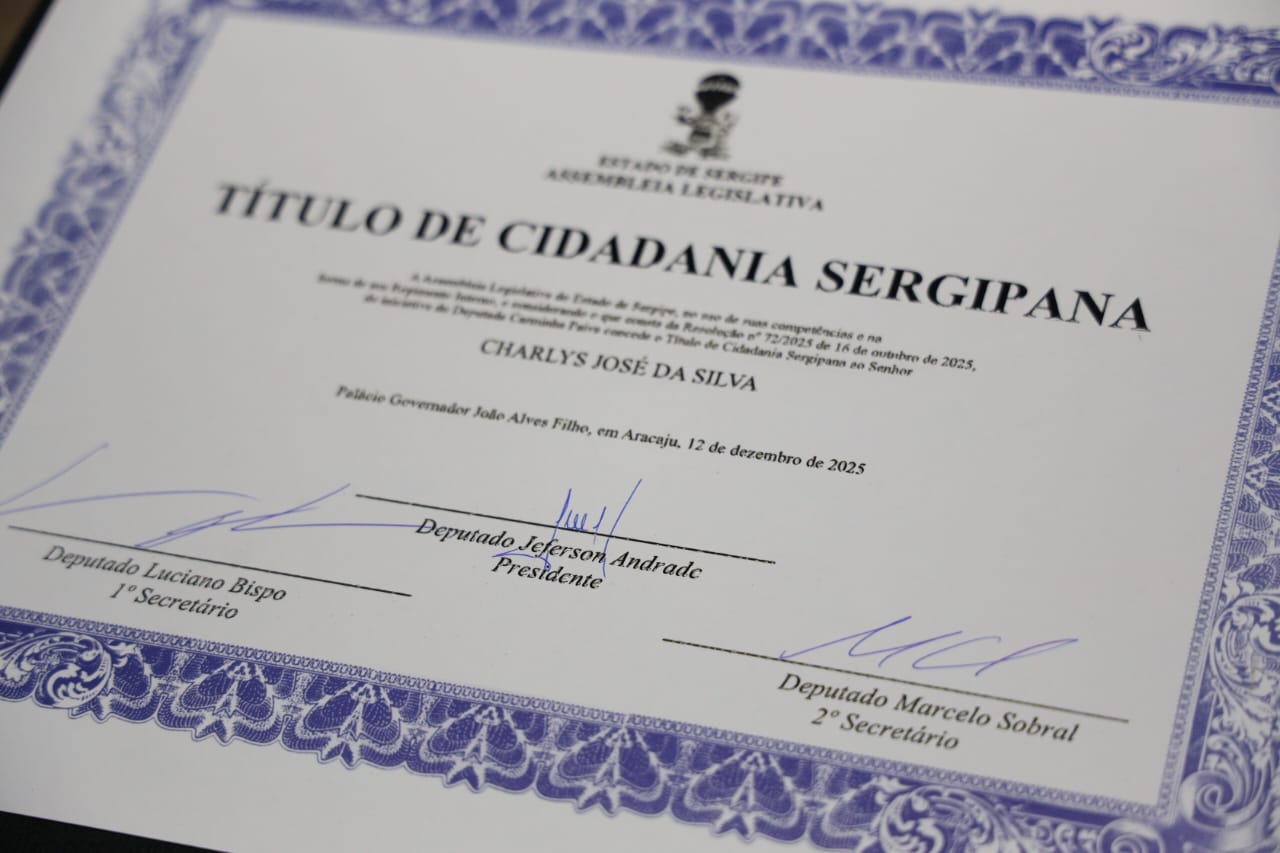 ESTADO DE SERGIPE
ASSEMBLEIA LEGISLATIVA
TÍTULO DE CIDADANIA SERGIPANA
A Assembleia Legislativa do Estado de Sergipe, no uso de suas competências e na
forma do seu Regimento Interno, e considerando o que consta da Resolução nº 72/2025 de 16 de outubro de 2025,
de iniciativa do Deputado Carminha Paiva concede o Título de Cidadania Sergipana ao Senhor
CHARLYS JOSÉ DA SILVA
Palácio Governador João Alves Filho, em Aracaju, 12 de dezembro de 2025
Deputado Jeferson Andrade
Presidente
Deputado Luciano Bispo
1º Secretário
Deputado Marcelo Sobral
2º Secretário